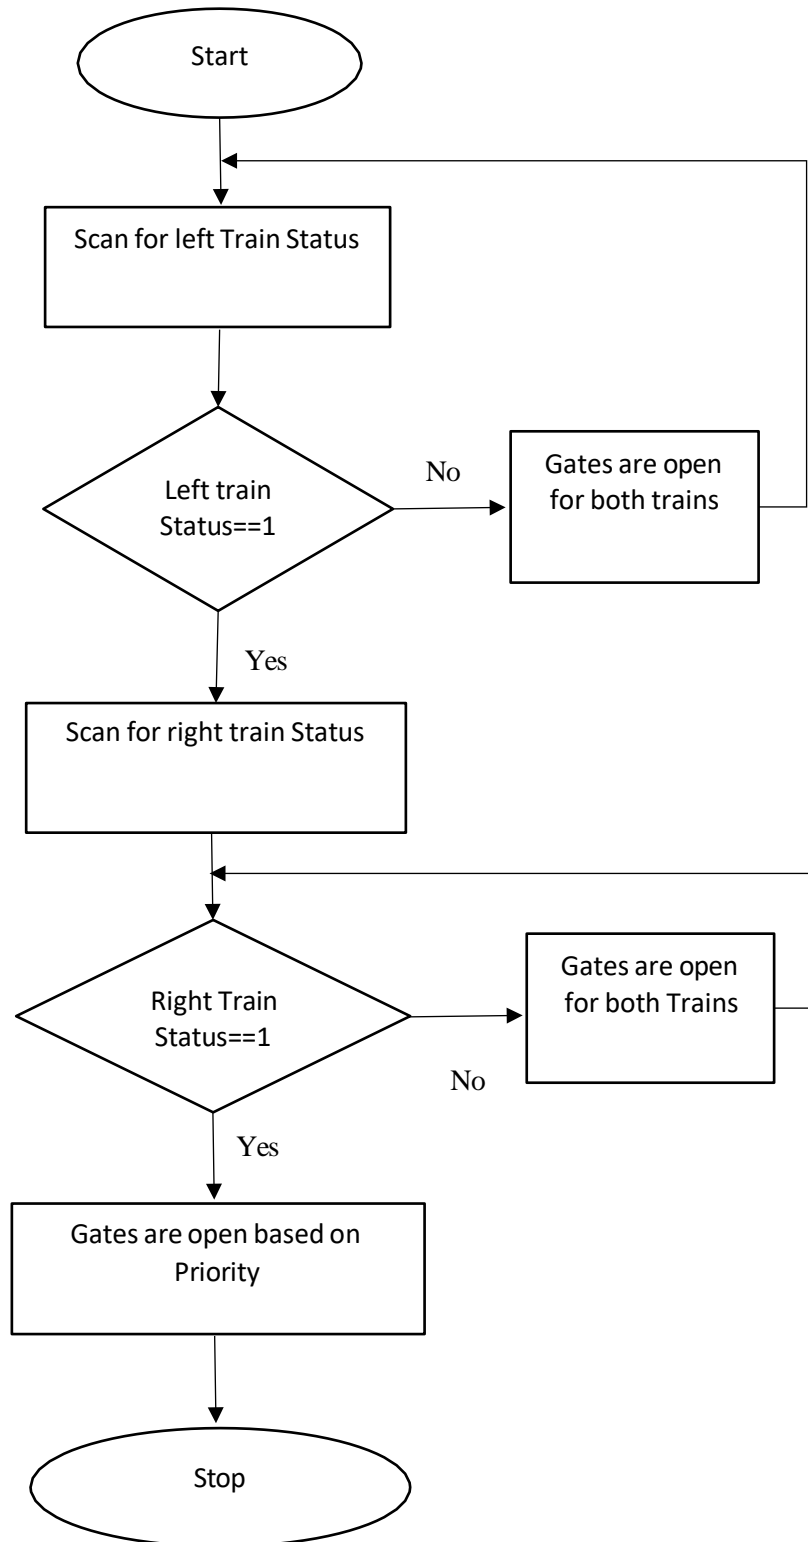 Start
Scan for left Train Status
Left train
Status==1
No
Gates are open
for both trains
Yes
Scan for right train Status
Right Train
Status==1
No
Gates are open
for both Trains
Yes
Gates are open based on
Priority
Stop